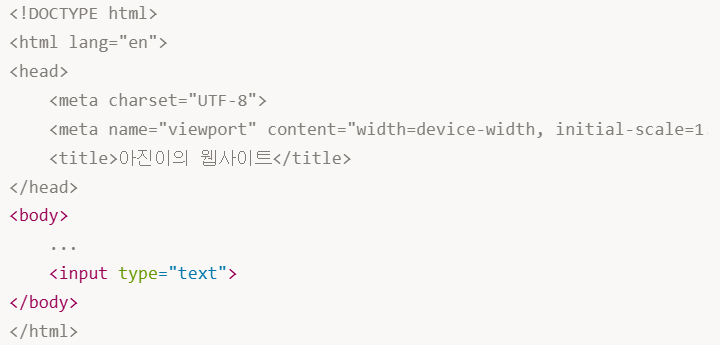 <!DOCTYPE html>
<html lang="en">
<head>
    <meta charset="UTF-8">
    <meta name="viewport" content="width=device-width, initial-scale=1.
    <title>아진이의 웹사이트</title>
</head>
<body>
    ...
    <input type="text">
</body>
</html>